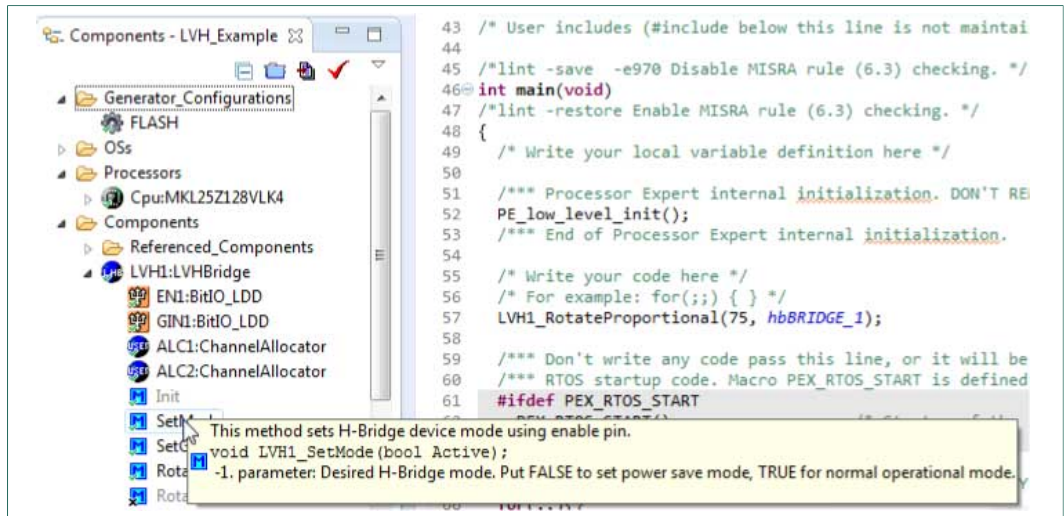 Components - LVH_Example
Generator_Configurations
FLASH
OSs
Processors
Cpu:MKL25Z128VLK4
Components
Referenced_Components
LVH1:LVHBridge
EN1:BitIO_LDD
GIN1:BitIO_LDD
ALC1:ChannelAllocator
ALC2:ChannelAllocator
Init
43 /* User includes (#include below this line is not maintai
44
45 /*lint -save -e970 Disable MISRA rule (6.3) checking. */
46 int main(void)
47 /*lint -restore Enable MISRA rule (6.3) checking. */
48 {
49 /* Write your local variable definition here */
50
51 /*** Processor Expert internal initialization. DON'T RE
52 PE_low_level_init();
53 /*** End of Processor Expert internal initialization.
54
55 /* Write your code here */
56 /* For example: for(;;) { } */
57 LVH1_RotateProportional(75, hbBRIDGE_1);
58
59 /*** Don't write any code pass this line, or it will be
60 /*** RTOS startup code. Macro PEX_RTOS_START is defined
61 #ifdef PEX_RTOS_START
This method sets H-Bridge device mode using enable pin.
void LVH1_SetMode(bool Active);
-1. parameter: Desired H-Bridge mode. Put FALSE to set power save mode, TRUE for normal operational mode.